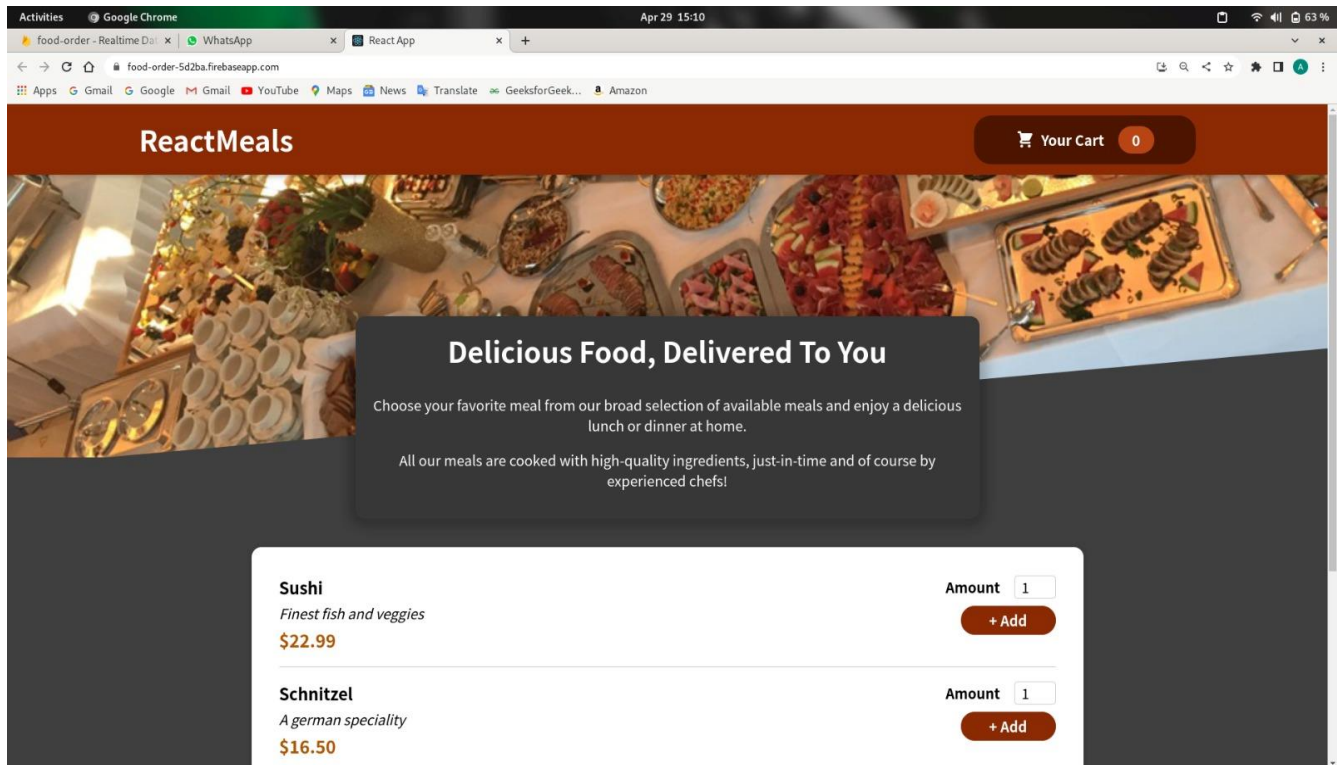 Activities Google Chrome Apr 29 15:10 63 %
food-order - Realtime Dat WhatsApp React App
food-order-5d2ba.firebaseapp.com
Apps Gmail Google Gmail YouTube Maps News Translate GeeksforGeek... Amazon
ReactMeals Your Cart 0
Delicious Food, Delivered To You
Choose your favorite meal from our broad selection of available meals and enjoy a delicious
lunch or dinner at home.
All our meals are cooked with high-quality ingredients, just-in-time and of course by
experienced chefs!
Sushi Amount 1
Finest fish and veggies
+ Add
$22.99
Schnitzel Amount 1
A german speciality
+ Add
$16.50